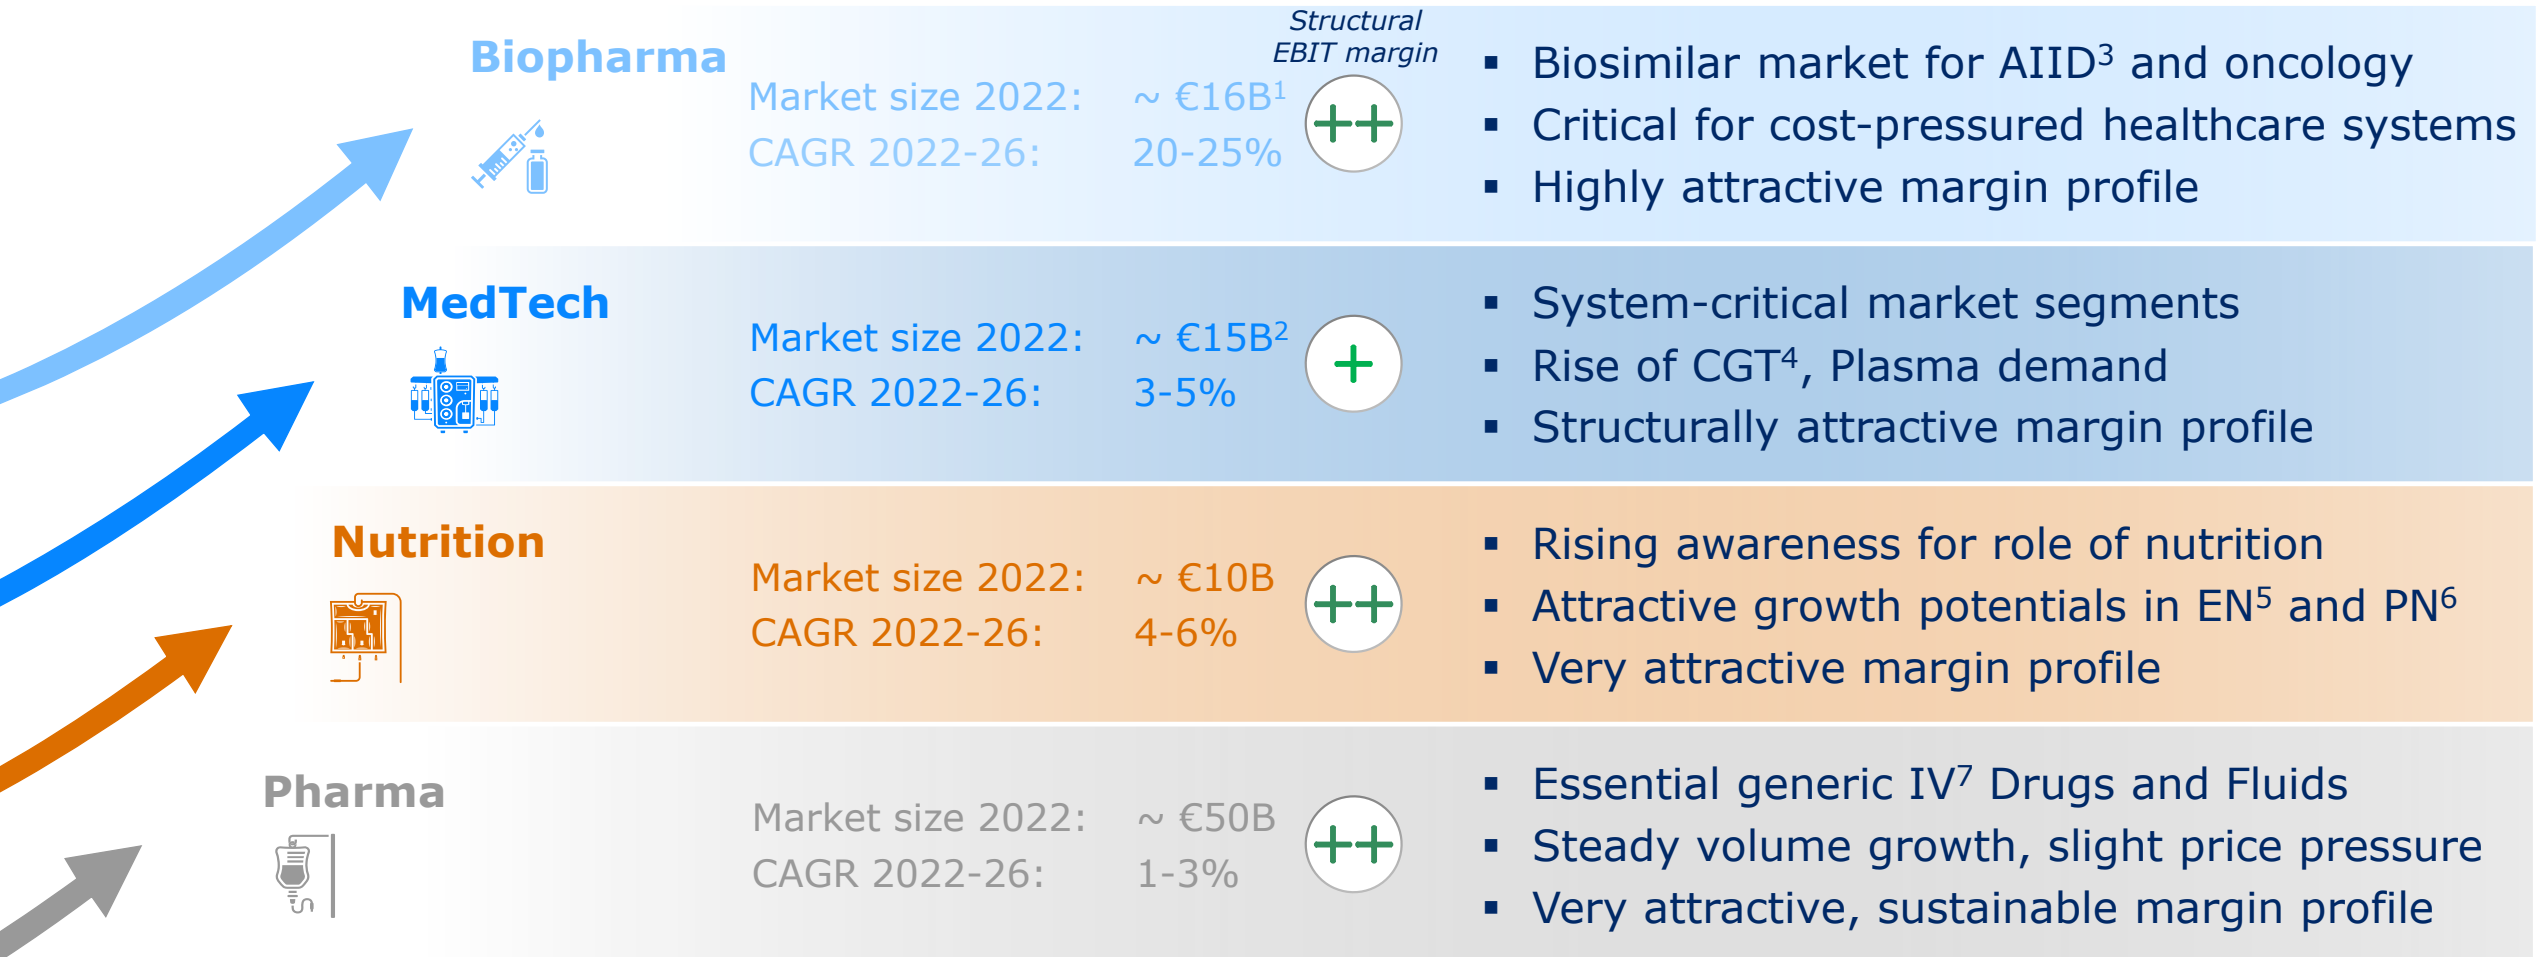 Structural
EBIT margin
Biopharma
Market size 2022: ~ €16B¹
CAGR 2022-26: 20-25%
++
▪ Biosimilar market for AIID³ and oncology
▪ Critical for cost-pressured healthcare systems
▪ Highly attractive margin profile
MedTech
Market size 2022: ~ €15B²
CAGR 2022-26: 3-5%
+
▪ System-critical market segments
▪ Rise of CGT⁴, Plasma demand
▪ Structurally attractive margin profile
Nutrition
Market size 2022: ~ €10B
CAGR 2022-26: 4-6%
++
▪ Rising awareness for role of nutrition
▪ Attractive growth potentials in EN⁵ and PN⁶
▪ Very attractive margin profile
Pharma
Market size 2022: ~ €50B
CAGR 2022-26: 1-3%
++
▪ Essential generic IV⁷ Drugs and Fluids
▪ Steady volume growth, slight price pressure
▪ Very attractive, sustainable margin profile